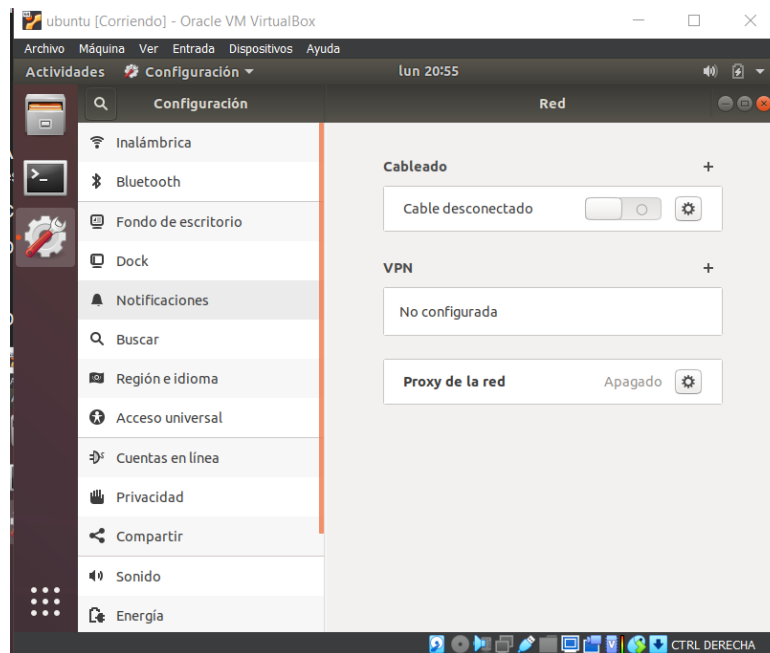 ubuntu [Corriendo] - Oracle VM VirtualBox
Archivo Máquina Ver Entrada Dispositivos Ayuda
Actividades Configuración lun 20:55
Configuración Red
Inalámbrica
Bluetooth
Fondo de escritorio
Dock
Notificaciones
Buscar
Región e idioma
Acceso universal
Cuentas en línea
Privacidad
Compartir
Sonido
Energía
Cableado +
Cable desconectado
VPN +
No configurada
Proxy de la red Apagado
CTRL DERECHA